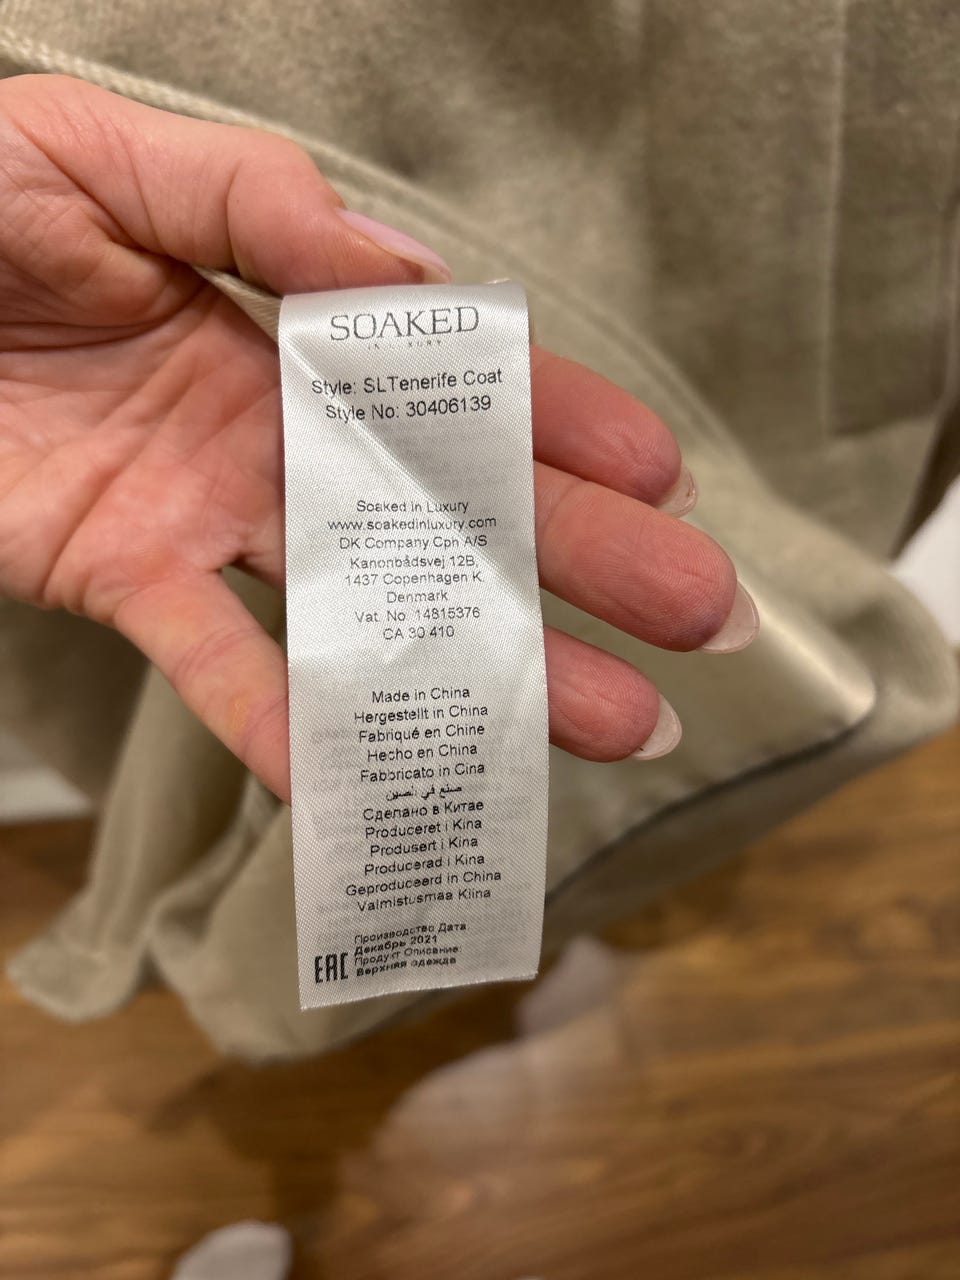 SOAKED
IN LUXURY
Style: SLTenerife Coat
Style No: 30406139
Soaked in Luxury
www.soakedinluxury.com
DK Company Cph A/S
Kanonbådsvej 12B,
1437 Copenhagen K.
Denmark
Vat. No. 14815376
CA 30 410
Made in China
Hergestellt in China
Fabriqué en Chine
Hecho en China
Fabbricato in Cina
صنع في الصين
Сделано в Китае
Produceret i Kina
Produsert i Kina
Producerad i Kina
Geproduceerd in China
Valmistusmaa Kiina
Производство Дата
Декабрь 2021
Продукт Описание:
Верхняя одежда
EAC